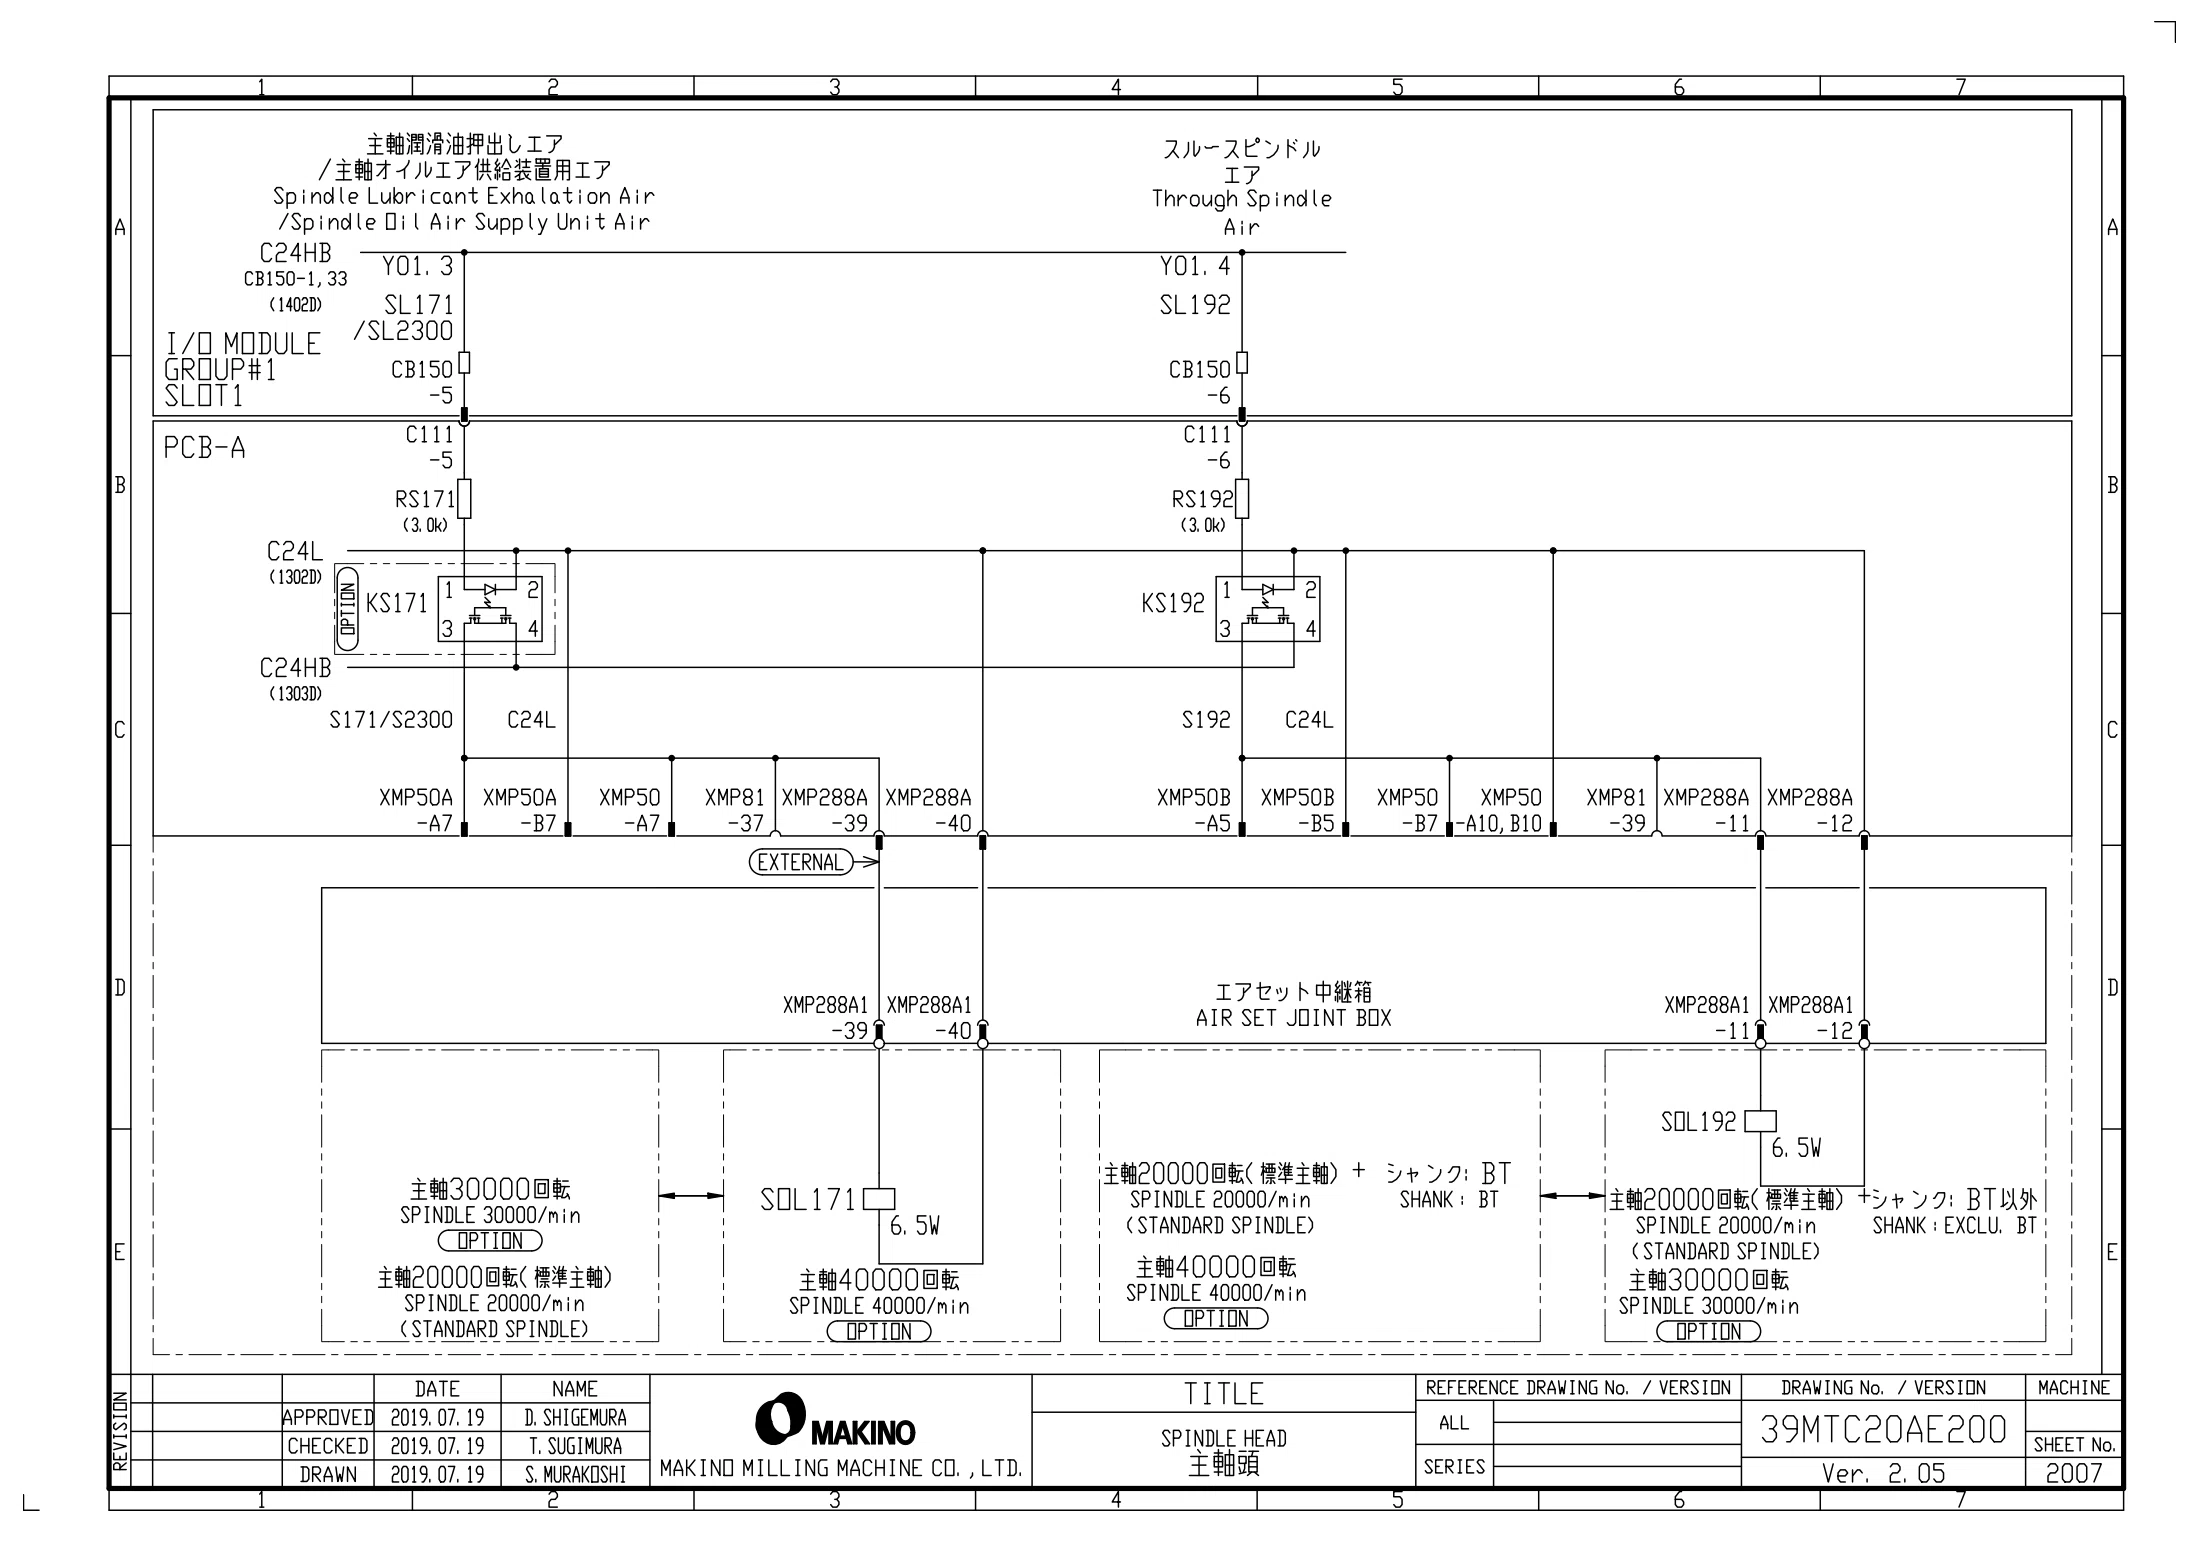 1 2 3 4 5 6 7
主軸潤滑油押出しエア
/主軸オイルエア供給装置用エア
Spindle Lubricant Exhalation Air
/Spindle Oil Air Supply Unit Air
スルースピンドル
エア
Through Spindle
Air
A A
C24HB
CB150-1,33
(1402D)
Y01.3
SL171
/SL2300
Y01.4
SL192
I/O MODULE
GROUP#1
SLOT1
CB150
-5
CB150
-6
PCB-A
C111
-5
C111
-6
B B
RS171
(3.0k)
RS192
(3.0k)
C24L
(1302D)
OPTION
KS171
1 2
3 4
KS192
1 2
3 4
C24HB
(1303D)
C C
S171/S2300
C24L
S192
C24L
XMP50A
-A7
XMP50A
-B7
XMP50
-A7
XMP81
-37
XMP288A
-39
XMP288A
-40
XMP50B
-A5
XMP50B
-B5
XMP50
-B7
XMP50
-A10,B10
XMP81
-39
XMP288A
-11
XMP288A
-12
EXTERNAL
D D
XMP288A1
-39
XMP288A1
-40
エアセット中継箱
AIR SET JOINT BOX
XMP288A1
-11
XMP288A1
-12
主軸30000回転
SPINDLE 30000/min
OPTION
主軸20000回転(標準主軸)
SPINDLE 20000/min
(STANDARD SPINDLE)
SOL171
6.5W
主軸40000回転
SPINDLE 40000/min
OPTION
主軸20000回転(標準主軸) + シャンク: BT
SPINDLE 20000/min SHANK: BT
(STANDARD SPINDLE)
主軸40000回転
SPINDLE 40000/min
OPTION
SOL192
6.5W
主軸20000回転(標準主軸) +シャンク: BT以外
SPINDLE 20000/min SHANK:EXCLU. BT
(STANDARD SPINDLE)
主軸30000回転
SPINDLE 30000/min
OPTION
E E
REVISION
DATE NAME
APPROVED 2019.07.19 D. SHIGEMURA
CHECKED 2019.07.19 T. SUGIMURA
DRAWN 2019.07.19 S. MURAKOSHI
MAKINO
MAKINO MILLING MACHINE CO.,LTD.
TITLE
SPINDLE HEAD
主軸頭
REFERENCE DRAWING No. / VERSION
ALL
SERIES
DRAWING No. / VERSION
39MTC20AE200
Ver. 2.05
MACHINE
SHEET No.
2007
1 2 3 4 5 6 7